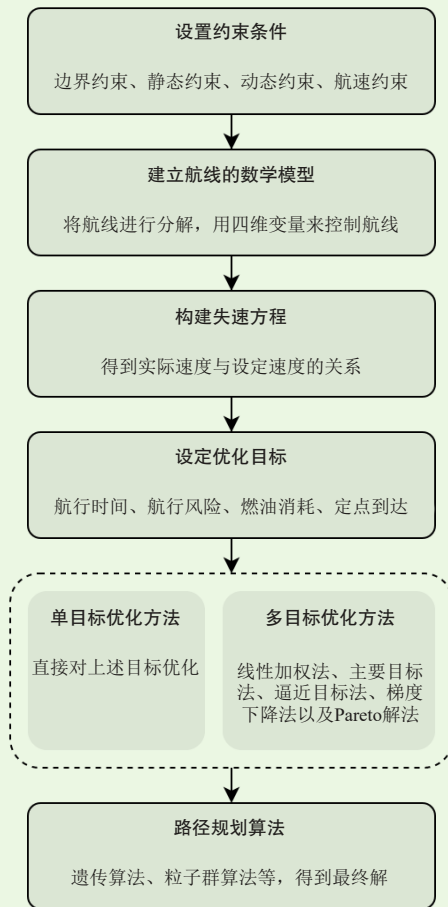 设置约束条件
边界约束、静态约束、动态约束、航速约束
建立航线的数学模型
将航线进行分解，用四维变量来控制航线
构建失速方程
得到实际速度与设定速度的关系
设定优化目标
航行时间、航行风险、燃油消耗、定点到达
单目标优化方法
直接对上述目标优化
多目标优化方法
线性加权法、主要目标
法、逼近目标法、梯度
下降法以及Pareto解法
路径规划算法
遗传算法、粒子群算法等，得到最终解